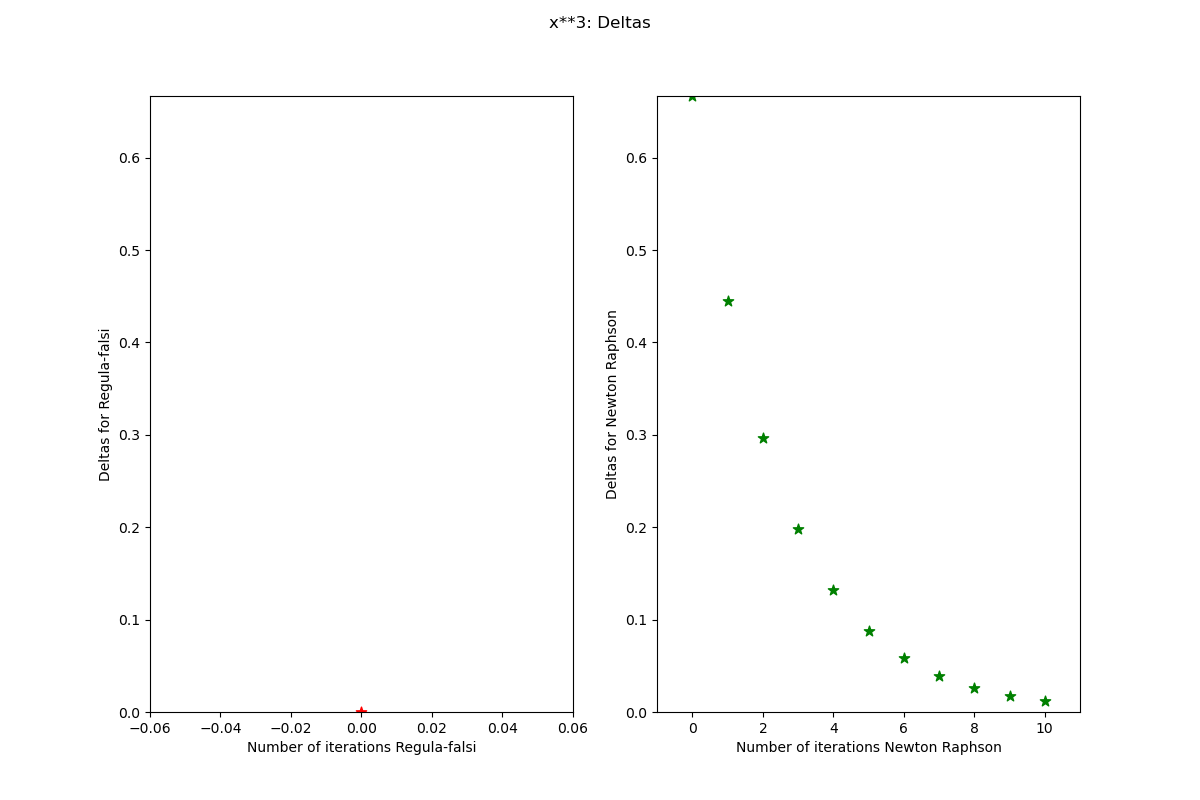 x**3: Deltas
Deltas for Regula-falsi
0.6
0.5
0.4
0.3
0.2
0.1
0.0
−0.06 −0.04 −0.02 0.00 0.02 0.04 0.06
Number of iterations Regula-falsi
Deltas for Newton Raphson
0.6
0.5
0.4
0.3
0.2
0.1
0.0
0 2 4 6 8 10
Number of iterations Newton Raphson